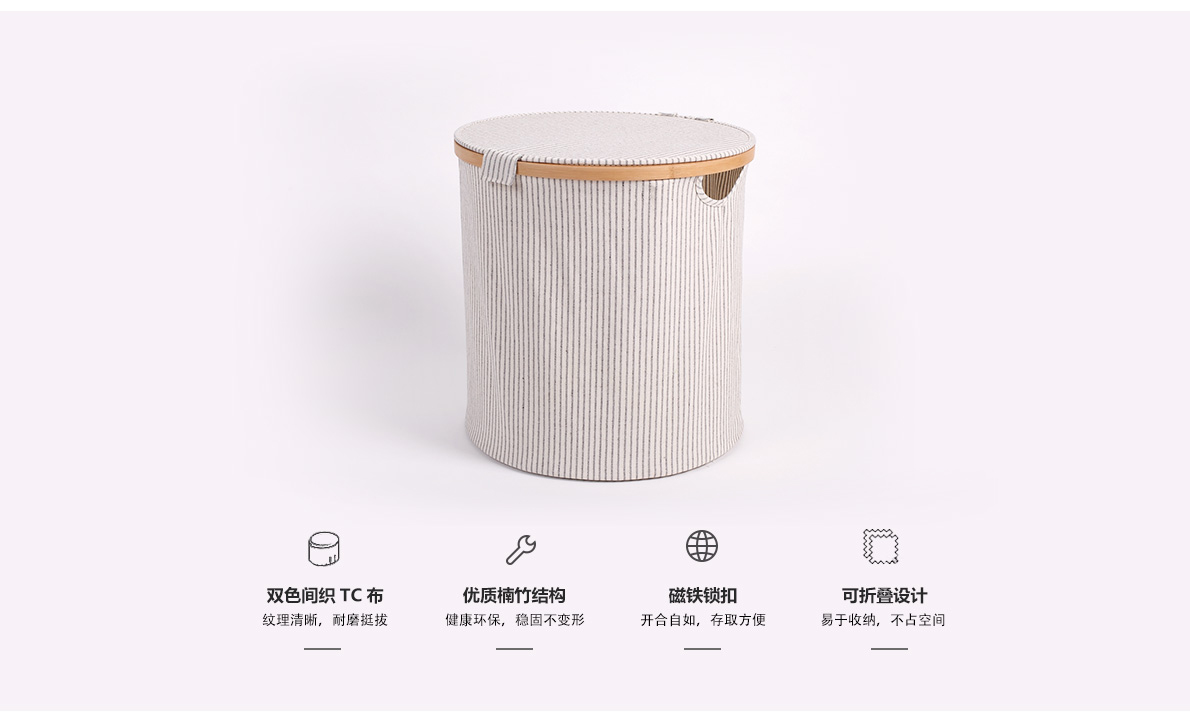 双色间织 TC 布
纹理清晰，耐磨挺拔
优质楠竹结构
健康环保，稳固不变形
磁铁锁扣
开合自如，存取方便
可折叠设计
易于收纳，不占空间